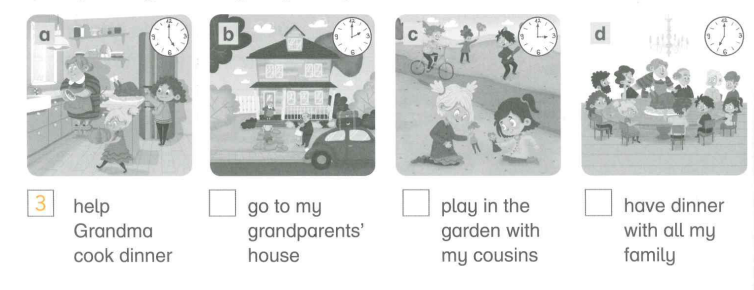 a
b
c
d
3
help
Grandma
cook dinner
go to my
grandparents'
house
play in the
garden with
my cousins
have dinner
with all my
family